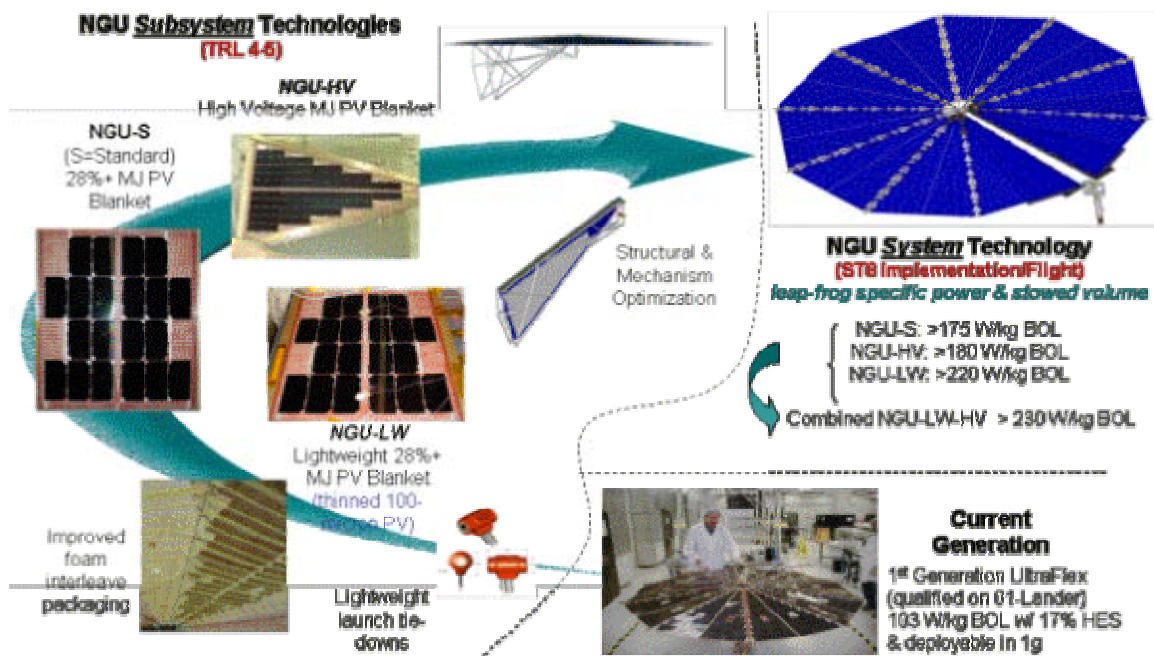 NGU Subsystem Technologies
(TRL 4-5)
NGU-HV
High Voltage MJ PV Blanket
NGU-S
(S=Standard)
28%+ MJ PV
Blanket
Structural &
Mechanism
Optimization
NGU-LW
Lightweight 28%+
MJ PV Blanket
(thinned 100-
micron PV)
Improved
foam
interleave
packaging
Lightweight
launch tie-
downs
NGU System Technology
(ST8 Implementation/Flight)
leap-frog specific power & stowed volume
NGU-S: >175 W/kg BOL
NGU-HV: >180 W/kg BOL
NGU-LW: >220 W/kg BOL
Combined NGU-LW-HV > 230 W/kg BOL
Current
Generation
1st Generation UltraFlex
(qualified on 01-Lander)
103 W/kg BOL w/ 17% HES
& deployable in 1g